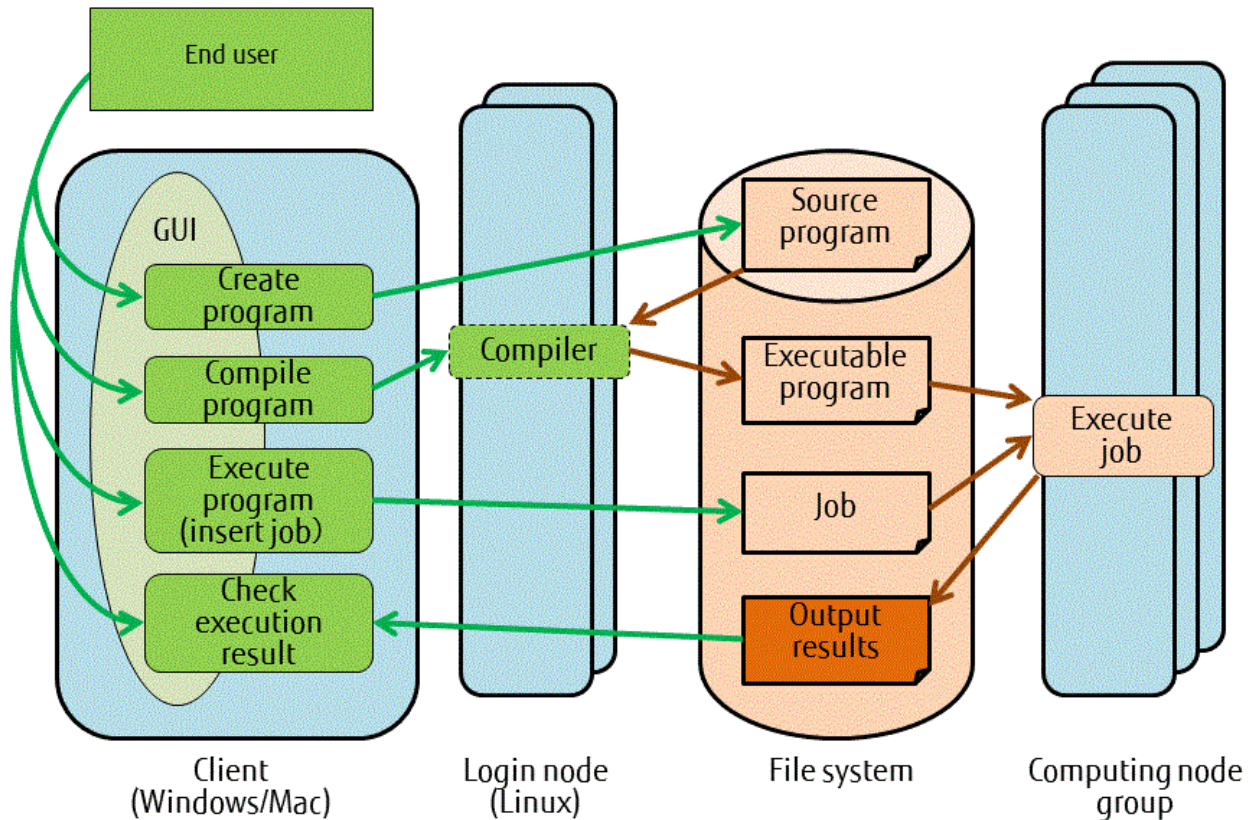 End user
GUI
Create
program
Compile
program
Execute
program
(insert job)
Check
execution
result
Compiler
Source
program
Executable
program
Job
Output
results
Execute
job
Client
(Windows/Mac)
Login node
(Linux)
File system
Computing node
group